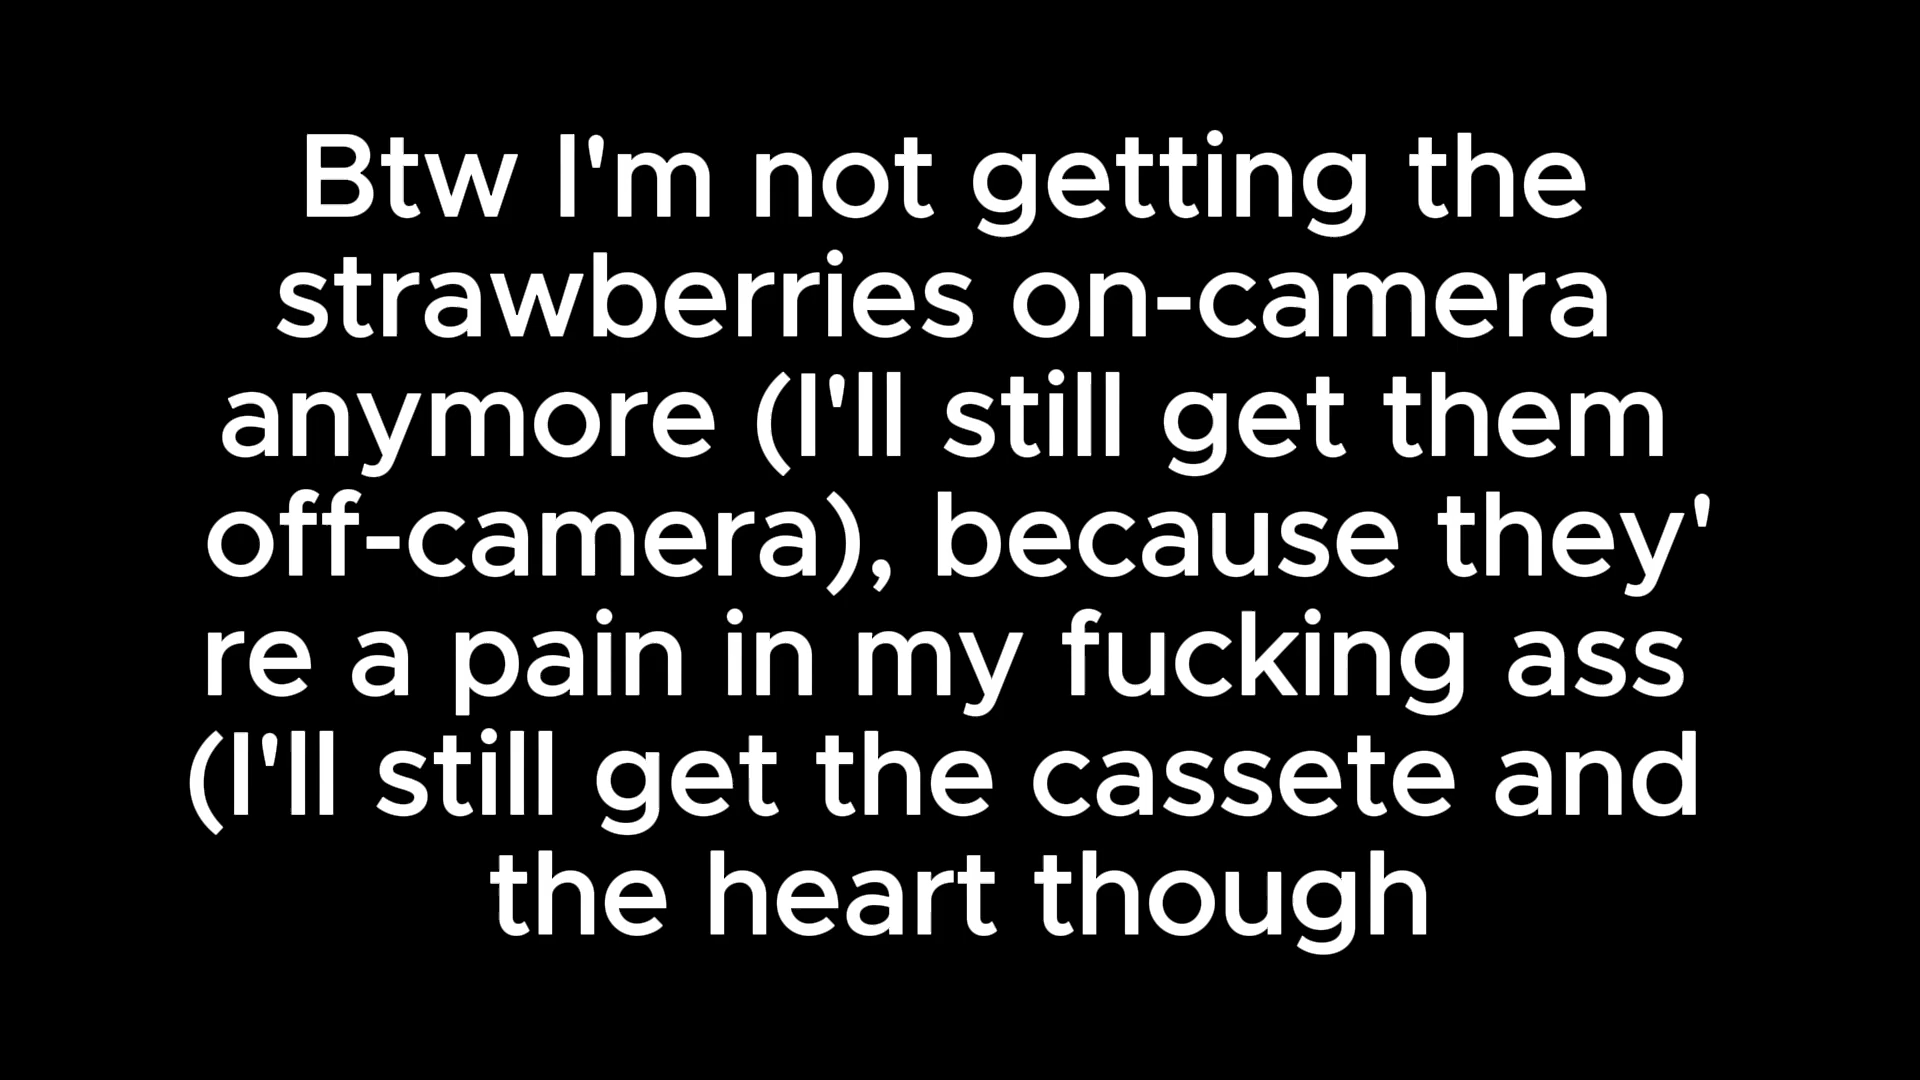 Btw I'm not getting the
strawberries on-camera
anymore (I'll still get them
off-camera), because they'
re a pain in my fucking ass
(I'll still get the cassete and
the heart though